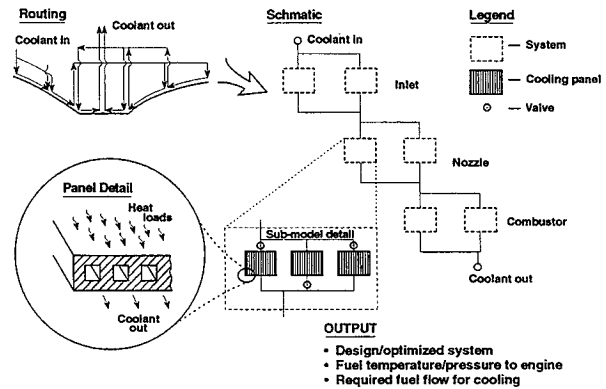 Routing
Coolant in
Coolant out
Schmatic
Coolant in
Inlet
Nozzle
Combustor
Coolant out
Legend
— System
— Cooling panel
— Valve
Panel Detail
Heat
loads
Coolant
out
Sub-model detail
OUTPUT
• Design/optimized system
• Fuel temperature/pressure to engine
• Required fuel flow for cooling